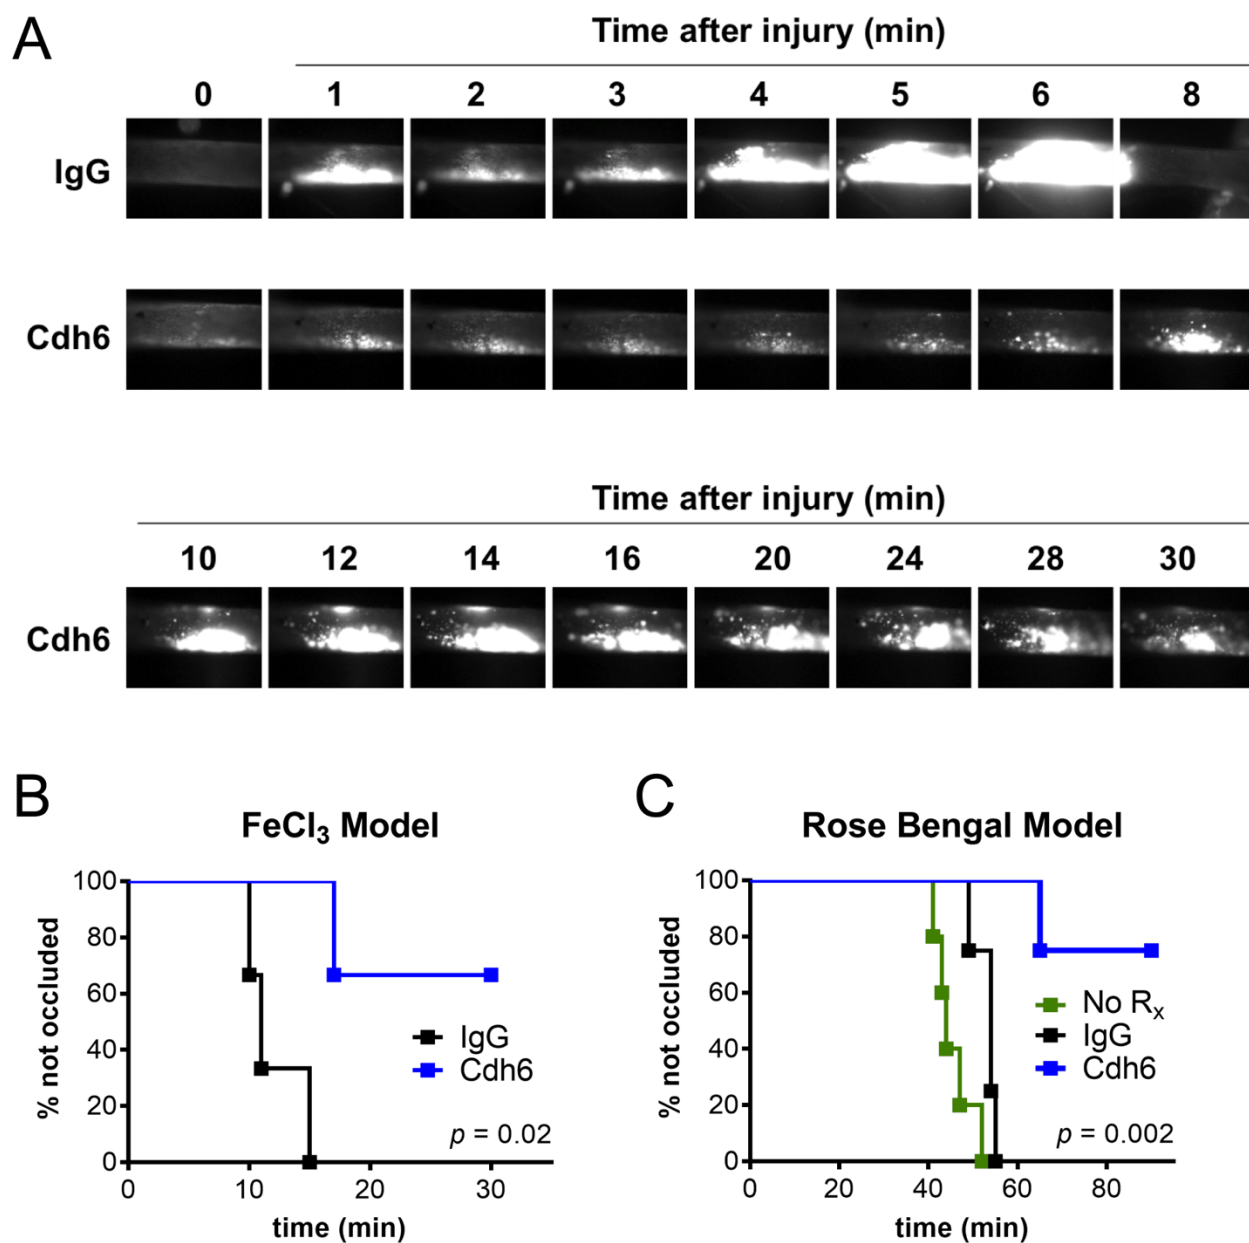 A
Time after injury (min)
0 1 2 3 4 5 6 8
IgG
Cdh6
Time after injury (min)
10 12 14 16 20 24 28 30
Cdh6
B
FeCl₃ Model
% not occluded
100
80
60
40
20
0
0 10 20 30
time (min)
IgG
Cdh6
p = 0.02
C
Rose Bengal Model
% not occluded
100
80
60
40
20
0
0 20 40 60 80
time (min)
No Rₓ
IgG
Cdh6
p = 0.002